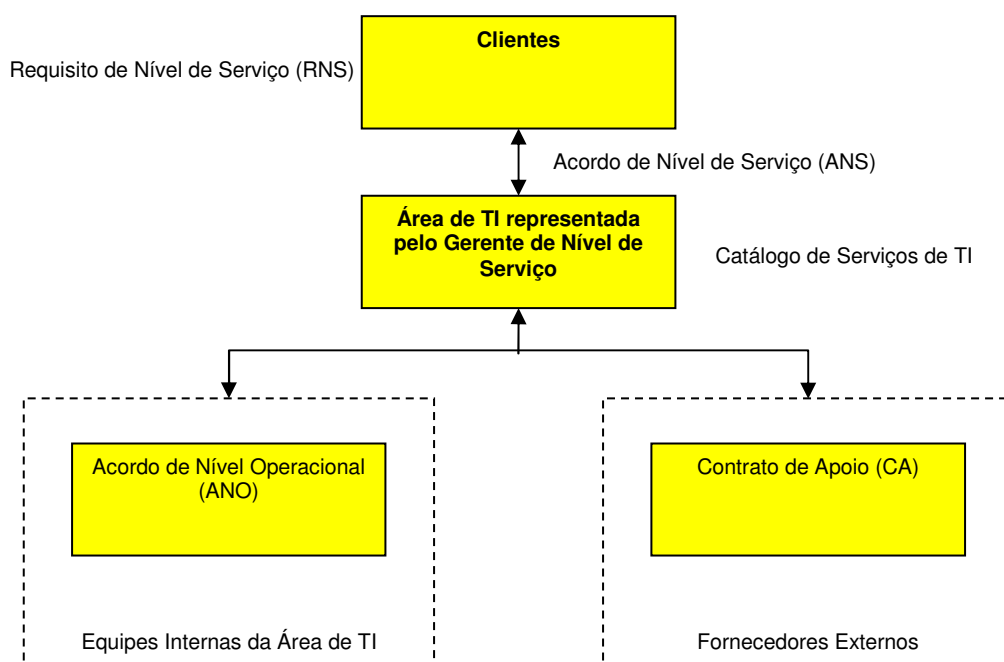 Clientes
Requisito de Nível de Serviço (RNS)
Acordo de Nível de Serviço (ANS)
Área de TI representada
pelo Gerente de Nível de
Serviço
Catálogo de Serviços de TI
Acordo de Nível Operacional
(ANO)
Contrato de Apoio (CA)
Equipes Internas da Área de TI
Fornecedores Externos